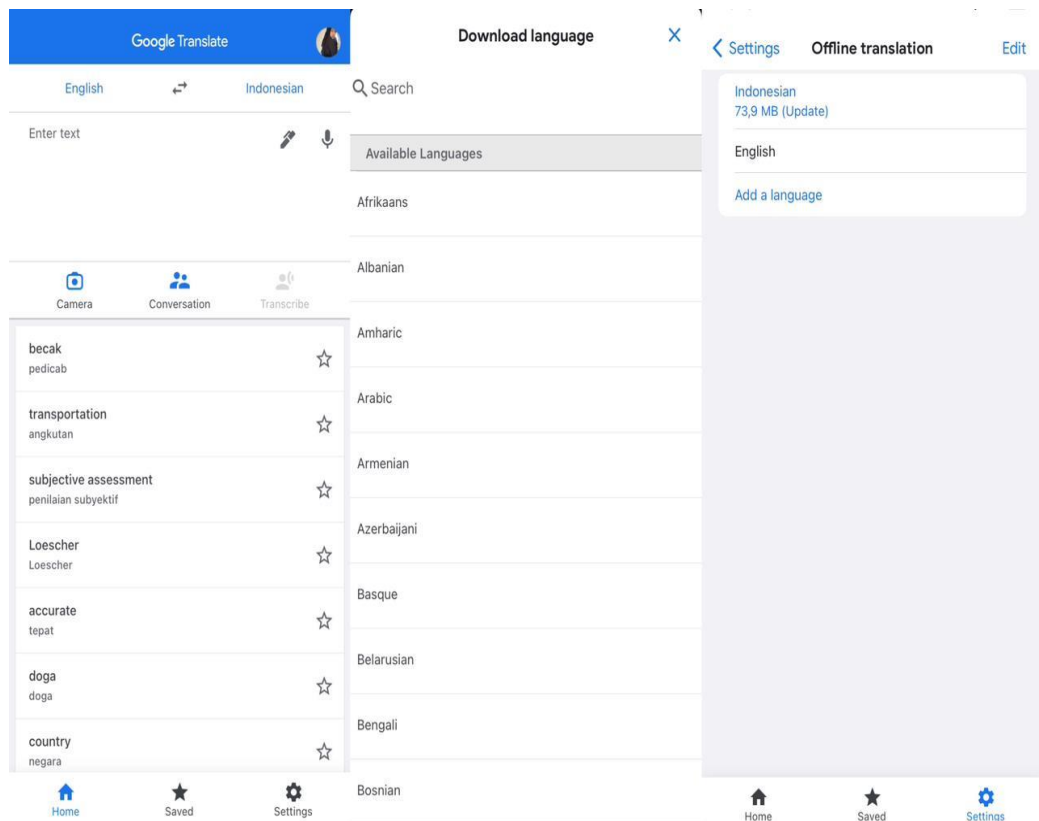 Google Translate
English
Indonesian
Enter text
Camera
Conversation
Transcribe
becak
pedicab
transportation
angkutan
subjective assessment
penilaian subyektif
Loescher
Loescher
accurate
tepat
doga
doga
country
negara
Home
Saved
Settings
Download language
Search
Available Languages
Afrikaans
Albanian
Amharic
Arabic
Armenian
Azerbaijani
Basque
Belarusian
Bengali
Bosnian
Settings
Offline translation
Edit
Indonesian
73,9 MB (Update)
English
Add a language
Home
Saved
Settings